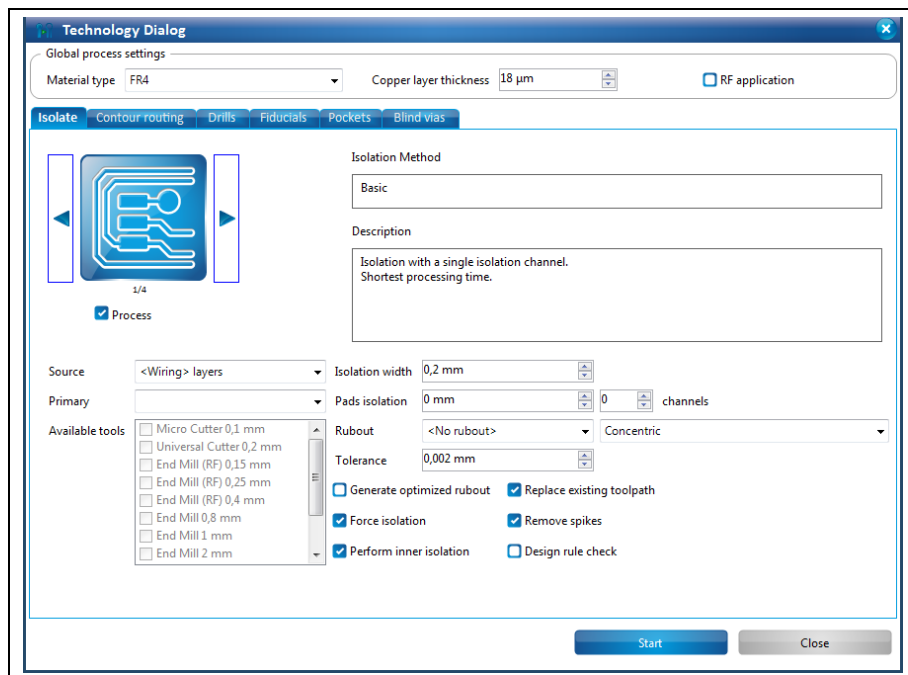 Technology Dialog
Global process settings
Material type FR4 Copper layer thickness 18 µm RF application
Isolate Contour routing Drills Fiducials Pockets Blind vias
Isolation Method
Basic
Description
Isolation with a single isolation channel.
Shortest processing time.
1/4
Process
Source <Wiring> layers Isolation width 0,2 mm
Primary Pads isolation 0 mm 0 channels
Available tools Micro Cutter 0,1 mm Rubout <No rubout> Concentric
Universal Cutter 0,2 mm
End Mill (RF) 0,15 mm Tolerance 0,002 mm
End Mill (RF) 0,25 mm Generate optimized rubout Replace existing toolpath
End Mill (RF) 0,4 mm
End Mill 0,8 mm Force isolation Remove spikes
End Mill 1 mm
End Mill 2 mm Perform inner isolation Design rule check
Start Close